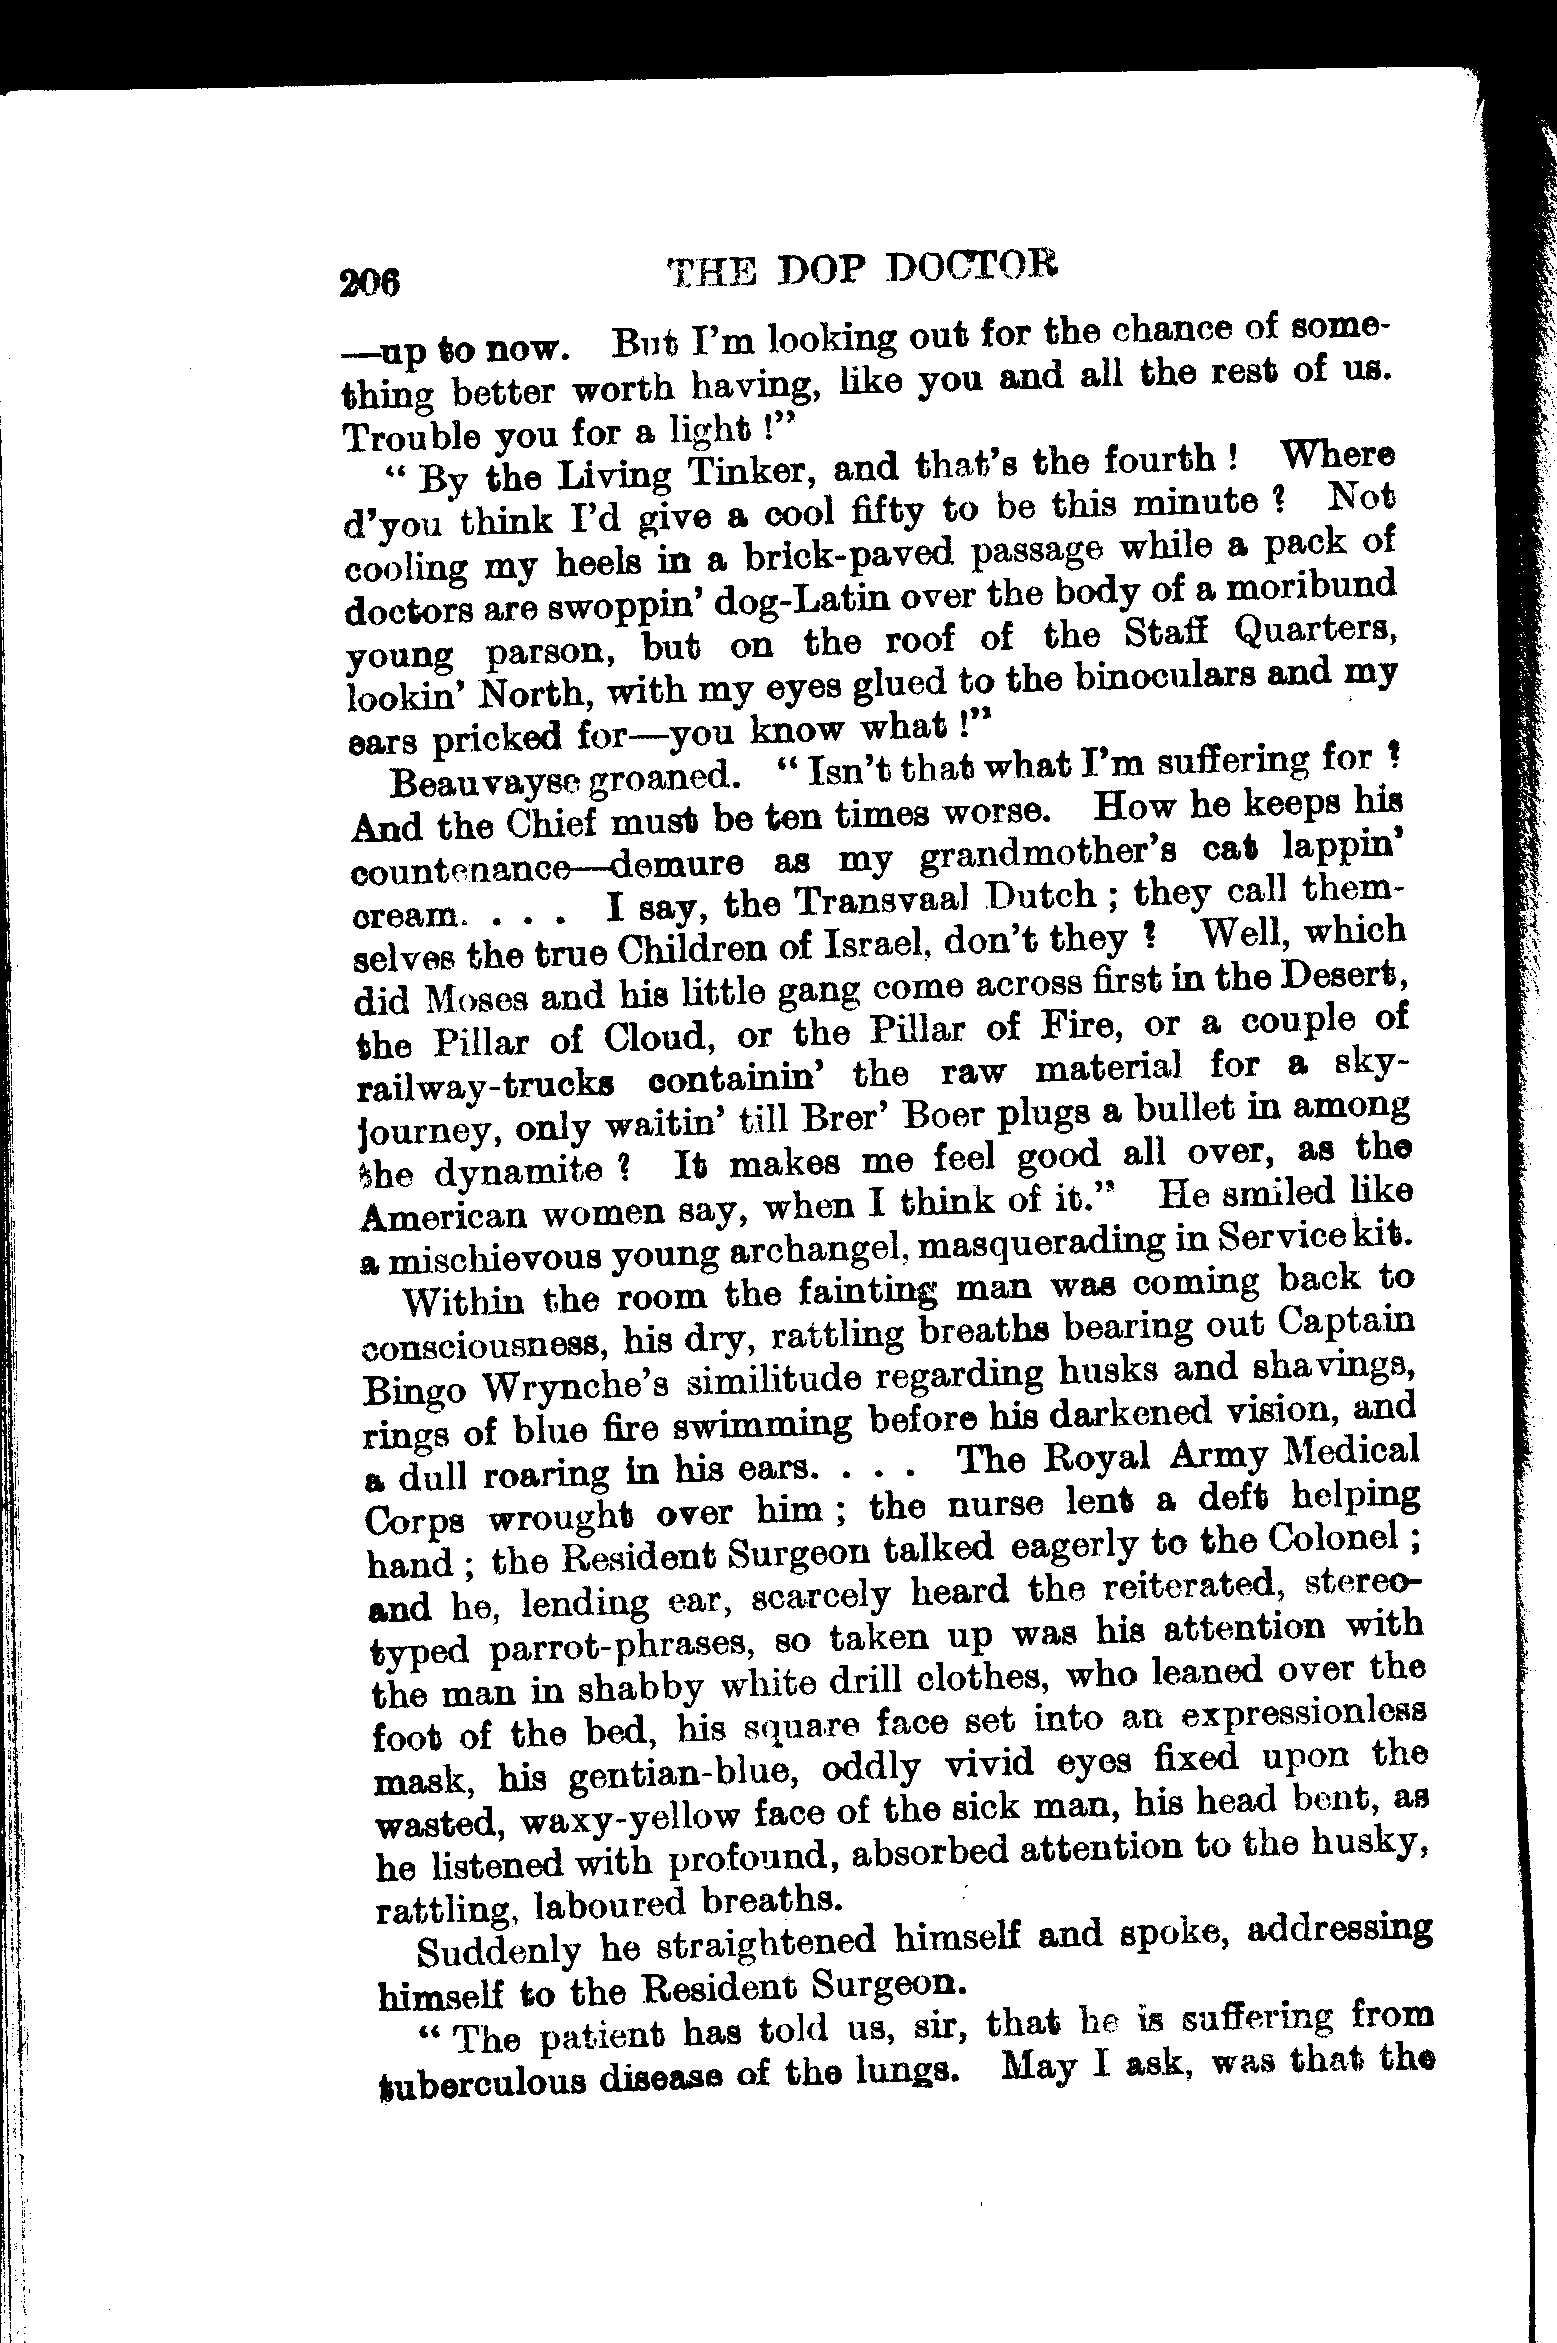 206 THE DOP DOCTOR
—up to now. But I'm looking out for the chance of some-
thing better worth having, like you and all the rest of us.
Trouble you for a light !"
" By the Living Tinker, and that's the fourth ! Where
d'you think I'd give a cool fifty to be this minute ? Not
cooling my heels in a brick-paved passage while a pack of
doctors are swoppin' dog-Latin over the body of a moribund
young parson, but on the roof of the Staff Quarters,
lookin' North, with my eyes glued to the binoculars and my
ears pricked for—you know what !"
Beauvayse groaned. " Isn't that what I'm suffering for ?
And the Chief must be ten times worse. How he keeps his
countenance—demure as my grandmother's cat lappin'
cream. . . . I say, the Transvaal Dutch ; they call them-
selves the true Children of Israel, don't they ? Well, which
did Moses and his little gang come across first in the Desert,
the Pillar of Cloud, or the Pillar of Fire, or a couple of
railway-trucks containin' the raw material for a sky-
journey, only waitin' till Brer' Boer plugs a bullet in among
the dynamite ? It makes me feel good all over, as the
American women say, when I think of it." He smiled like
a mischievous young archangel, masquerading in Service kit.
Within the room the fainting man was coming back to
consciousness, his dry, rattling breaths bearing out Captain
Bingo Wrynche's similitude regarding husks and shavings,
rings of blue fire swimming before his darkened vision, and
a dull roaring in his ears. . . . The Royal Army Medical
Corps wrought over him ; the nurse lent a deft helping
hand ; the Resident Surgeon talked eagerly to the Colonel ;
and he, lending ear, scarcely heard the reiterated, stereo-
typed parrot-phrases, so taken up was his attention with
the man in shabby white drill clothes, who leaned over the
foot of the bed, his square face set into an expressionless
mask, his gentian-blue, oddly vivid eyes fixed upon the
wasted, waxy-yellow face of the sick man, his head bent, as
he listened with profound, absorbed attention to the husky,
rattling, laboured breaths.
Suddenly he straightened himself and spoke, addressing
himself to the Resident Surgeon.
" The patient has told us, sir, that he is suffering from
tuberculous disease of the lungs. May I ask, was that the